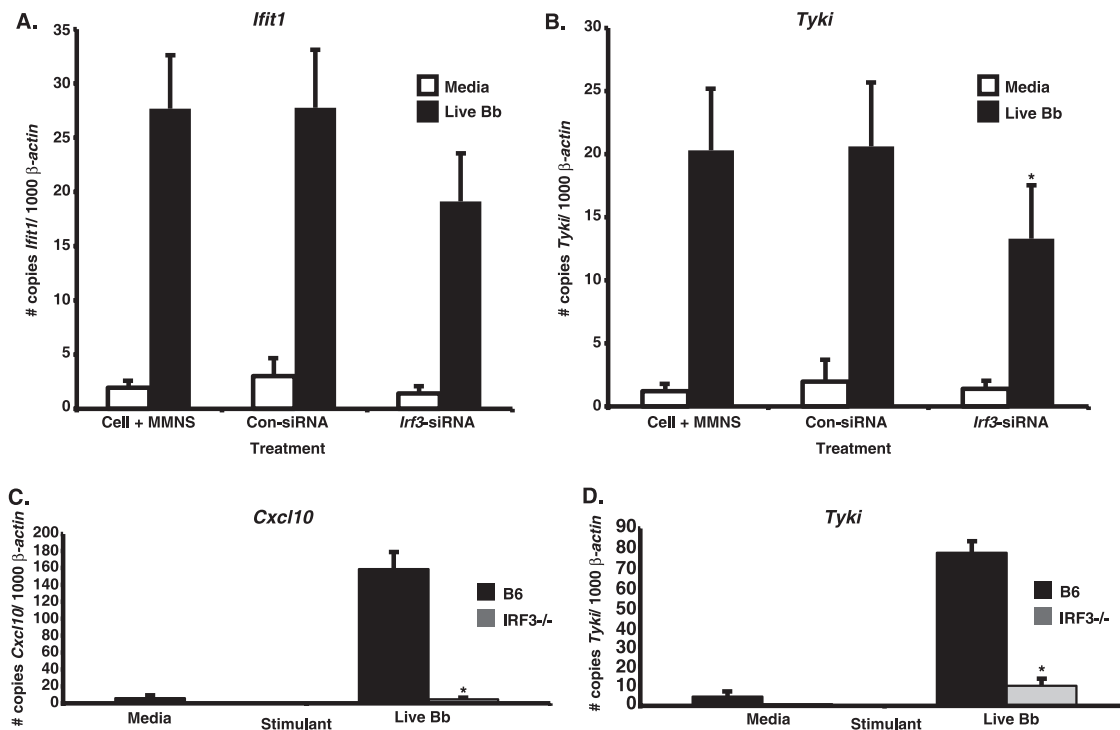 A.
Ifit1
35
30
25
20
15
10
5
0
# copies Ifit1/ 1000 β-actin
Media
Live Bb
Cell + MMNS
Con-siRNA
Irf3-siRNA
Treatment
B.
Tyki
30
25
20
15
10
5
0
# copies Tyki/ 1000 β-actin
Media
Live Bb
*
Cell + MMNS
Con-siRNA
Irf3-siRNA
Treatment
C.
Cxcl10
200
180
160
140
120
100
80
60
40
20
0
# copies Cxcl10/ 1000 β-actin
B6
IRF3-/-
*
Media
Stimulant
Live Bb
D.
Tyki
90
80
70
60
50
40
30
20
10
0
# copies Tyki/ 1000 β-actin
B6
IRF3-/-
*
Media
Stimulant
Live Bb